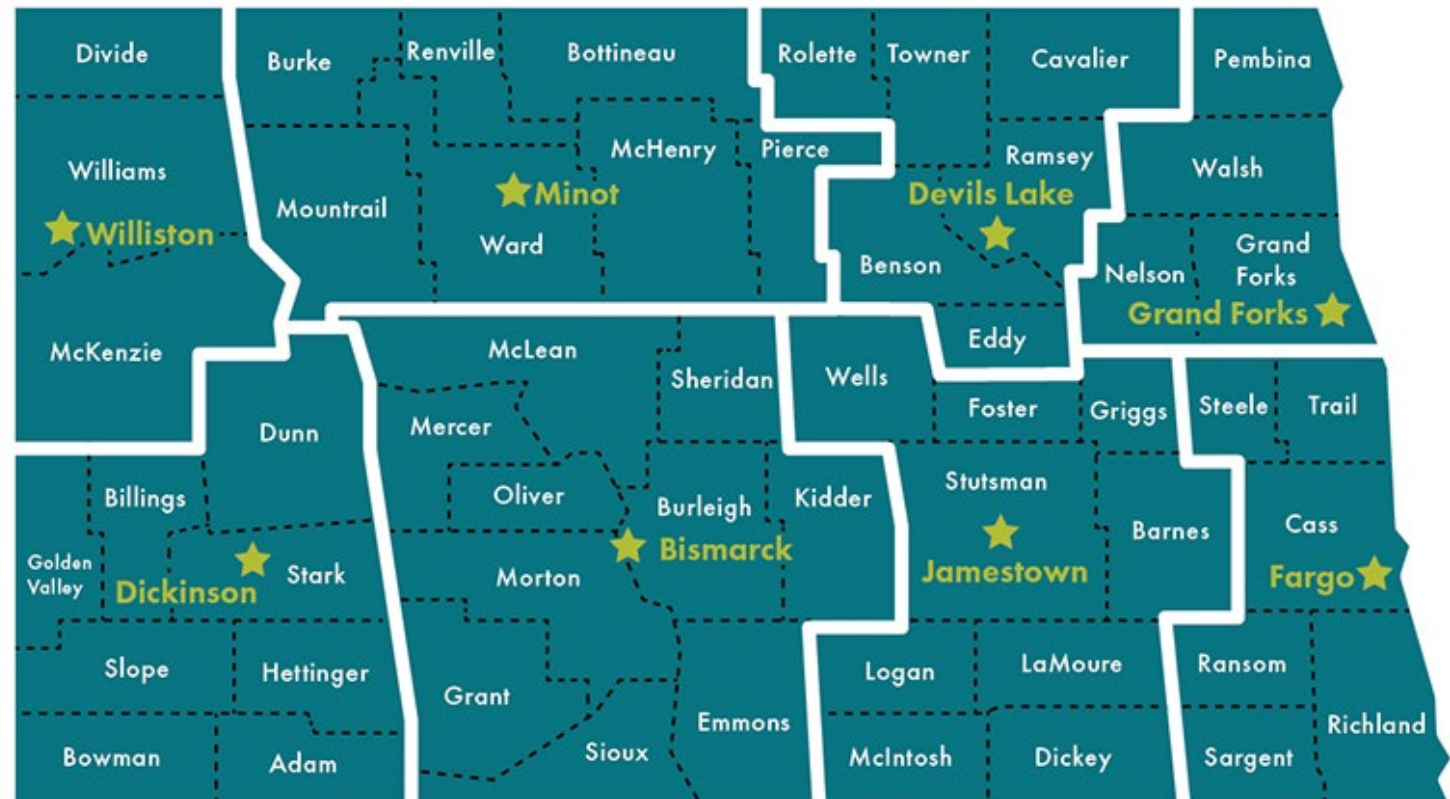 Divide
Burke
Renville
Bottineau
Rolette
Towner
Cavalier
Pembina
Williams
Mountrail
McHenry
Pierce
Ramsey
Walsh
Williston
Minot
Devils Lake
Ward
Benson
Nelson
Grand
Forks
Grand Forks
McKenzie
McLean
Sheridan
Wells
Eddy
Dunn
Mercer
Foster
Griggs
Steele
Trail
Billings
Oliver
Burleigh
Kidder
Stutsman
Barnes
Cass
Golden
Valley
Dickinson
Stark
Morton
Bismarck
Jamestown
Fargo
Slope
Hettinger
Grant
Emmons
Logan
LaMoure
Ransom
Richland
Bowman
Adam
Sioux
McIntosh
Dickey
Sargent